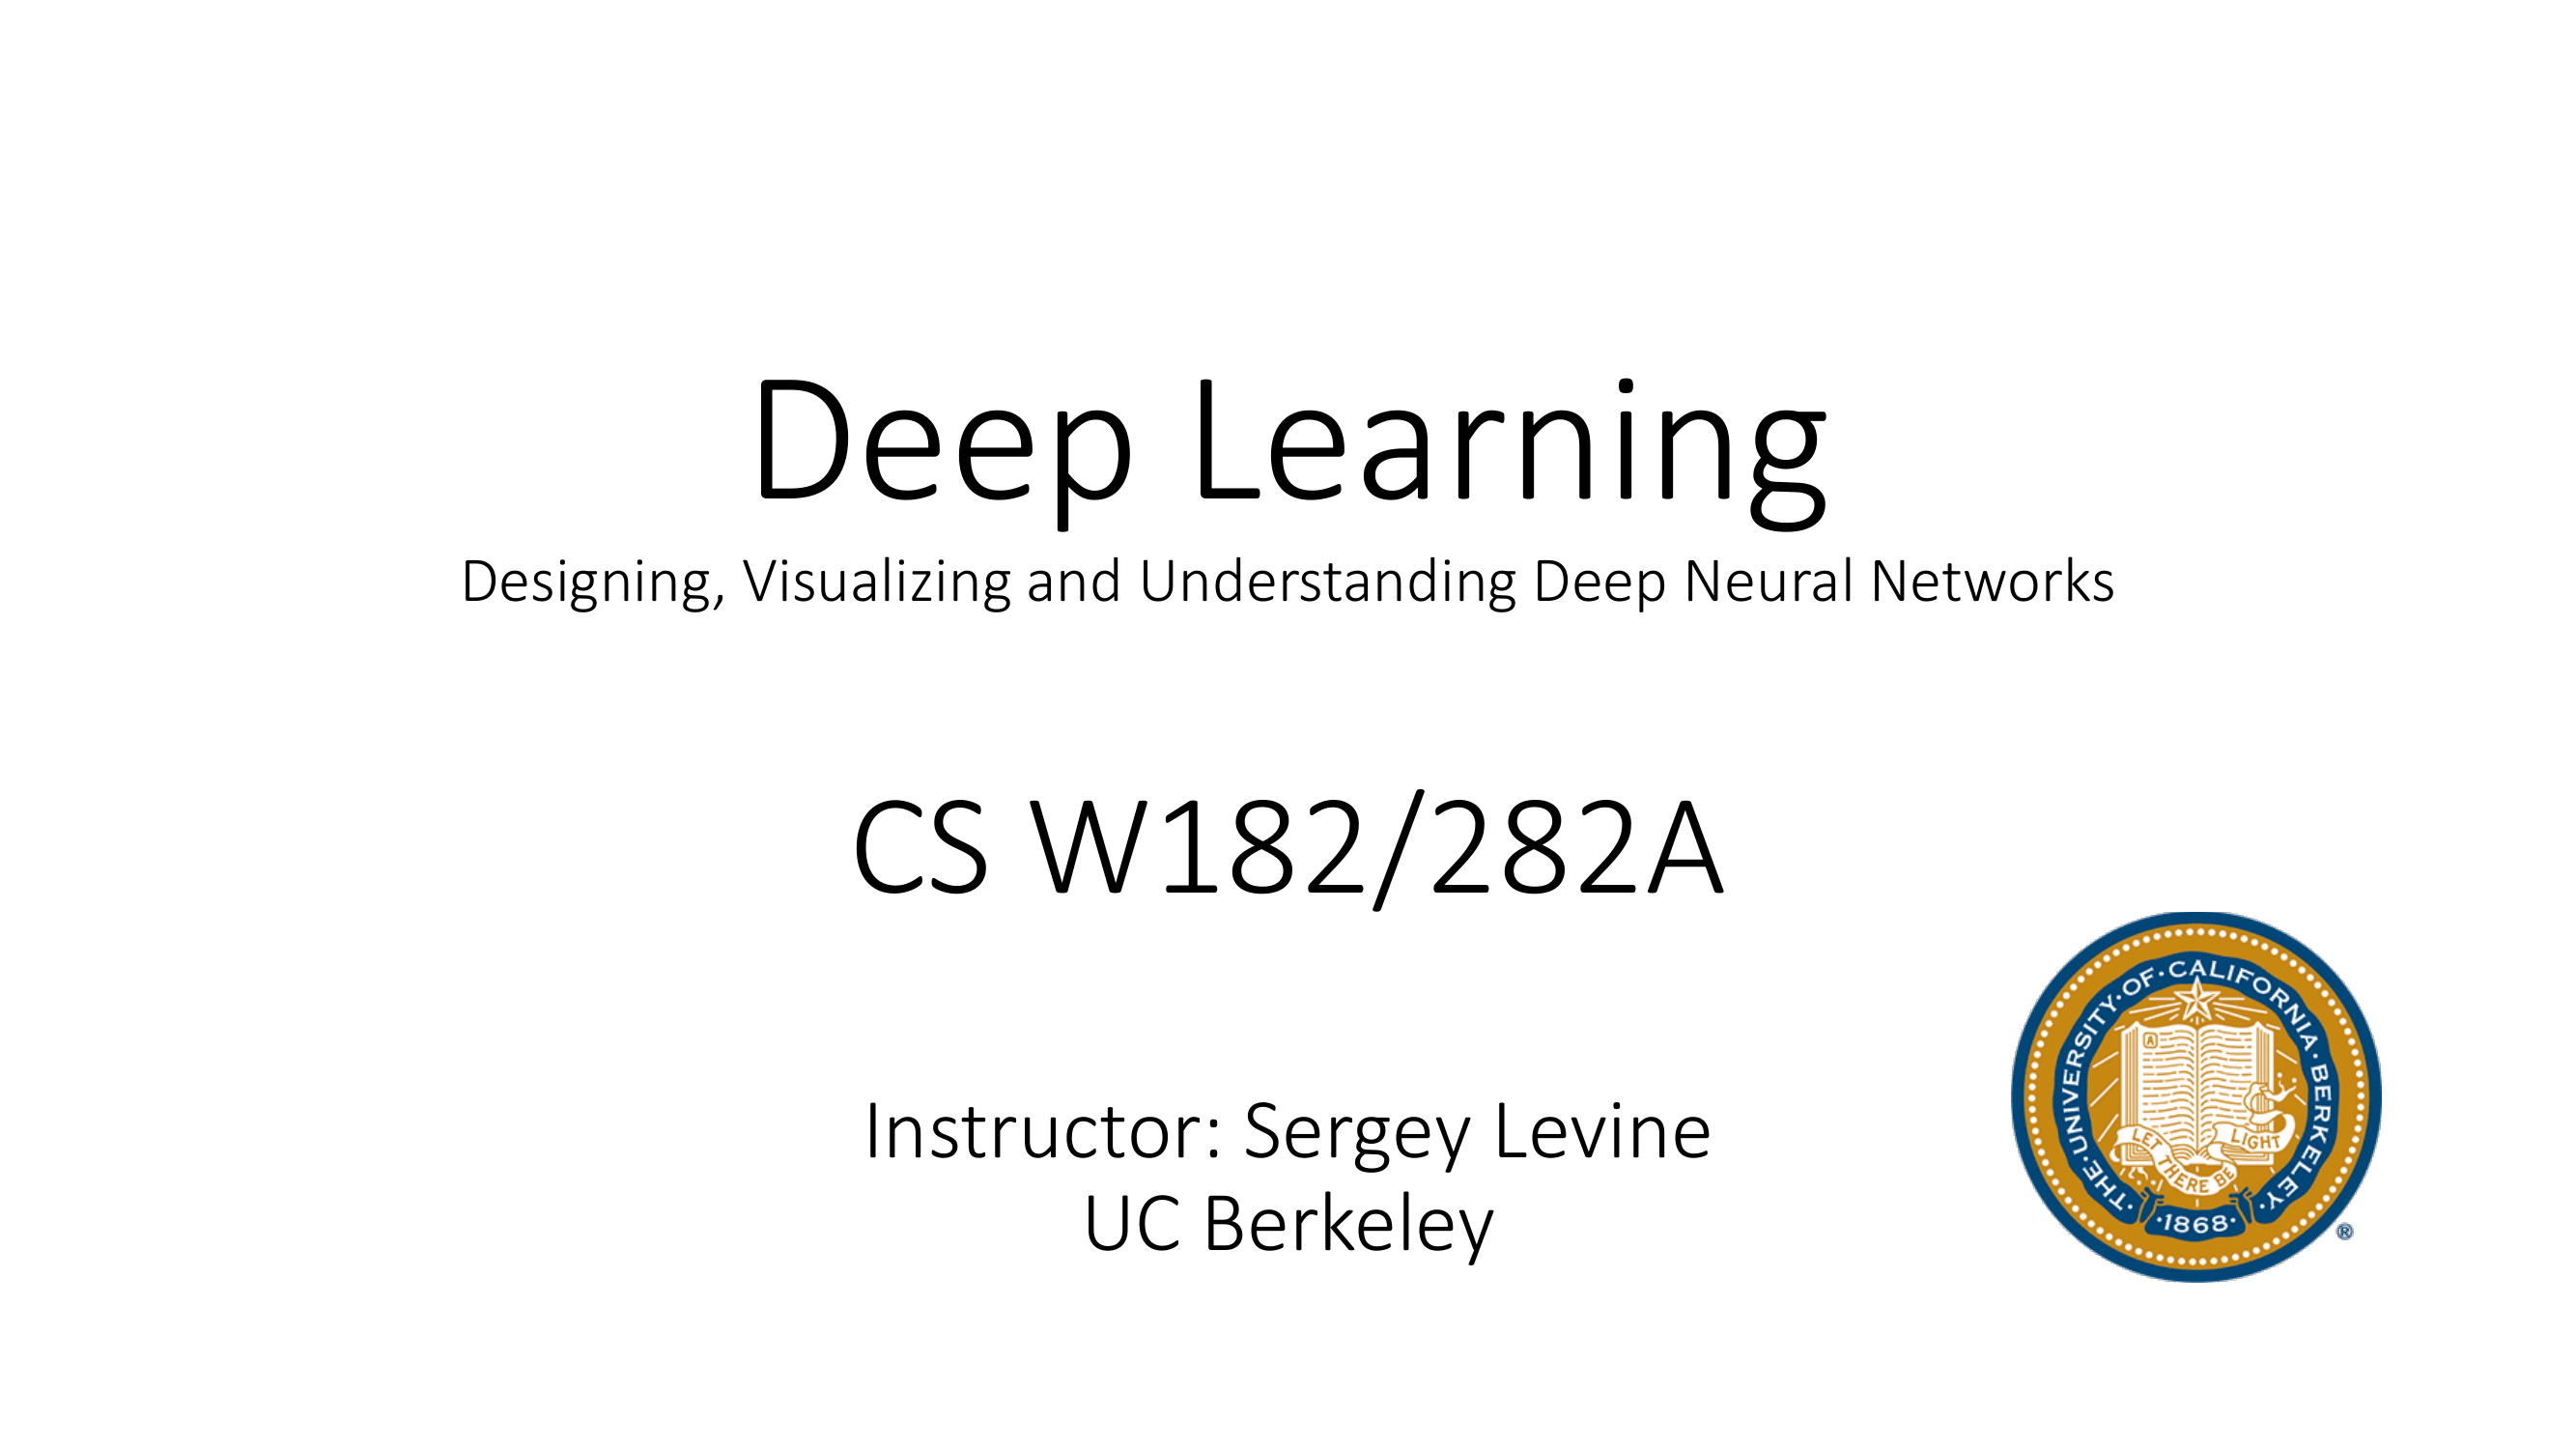 Deep Learning
Designing, Visualizing and Understanding Deep Neural Networks
CS W182/282A
Instructor: Sergey Levine
UC Berkeley
THE·UNIVERSITY·OF·CALIFORNIA·BERKELEY
A
LET THERE BE LIGHT
·1868·
®